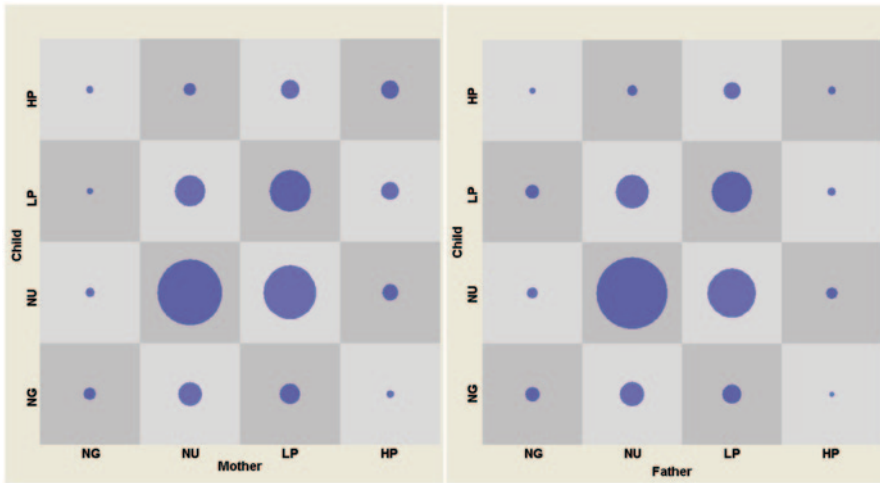 HP
LP
Child
NU
NG
NG NU LP HP
Mother
HP
LP
Child
NU
NG
NG NU LP HP
Father